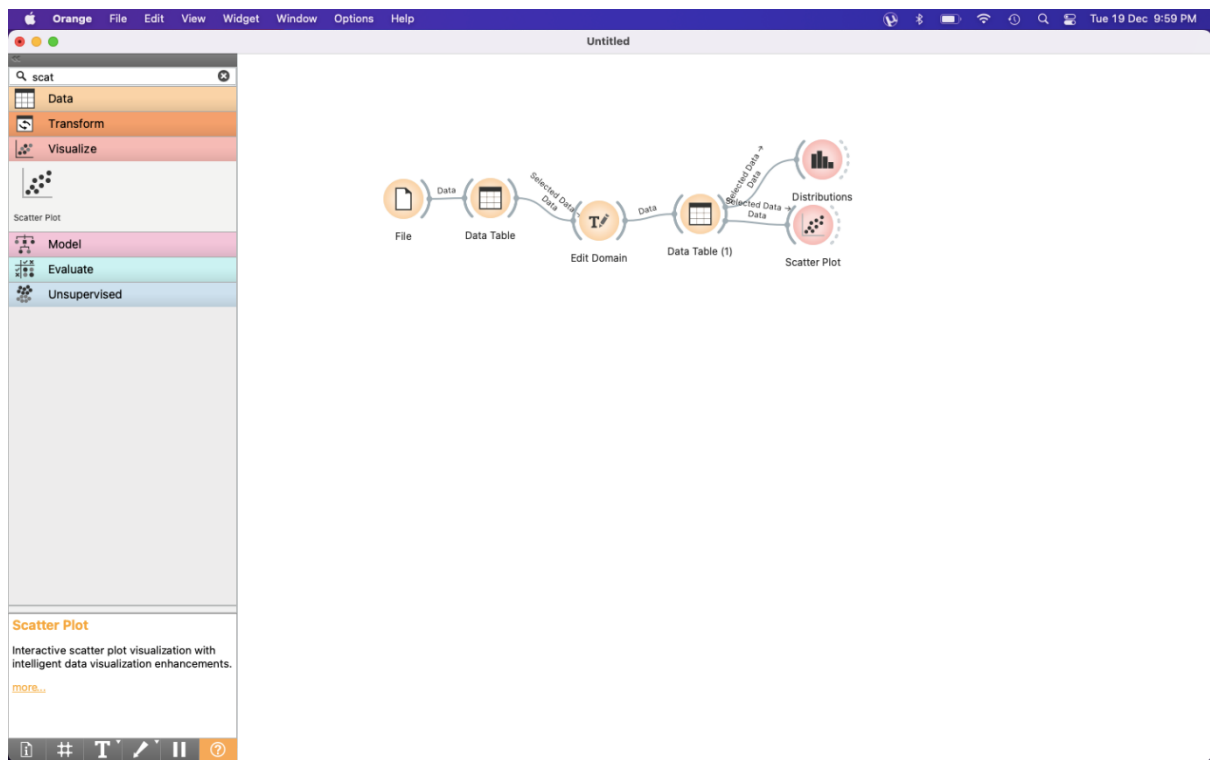 Orange File Edit View Widget Window Options Help Tue 19 Dec 9:59 PM
Untitled
scat
Data
Transform
Visualize
Scatter Plot
Model
Evaluate
Unsupervised
File
Data
Data Table
Selected Data →
Data
Edit Domain
Data
Data Table (1)
Selected Data →
Data
Distributions
Selected Data →
Data
Scatter Plot
Scatter Plot
Interactive scatter plot visualization with
intelligent data visualization enhancements.
more...